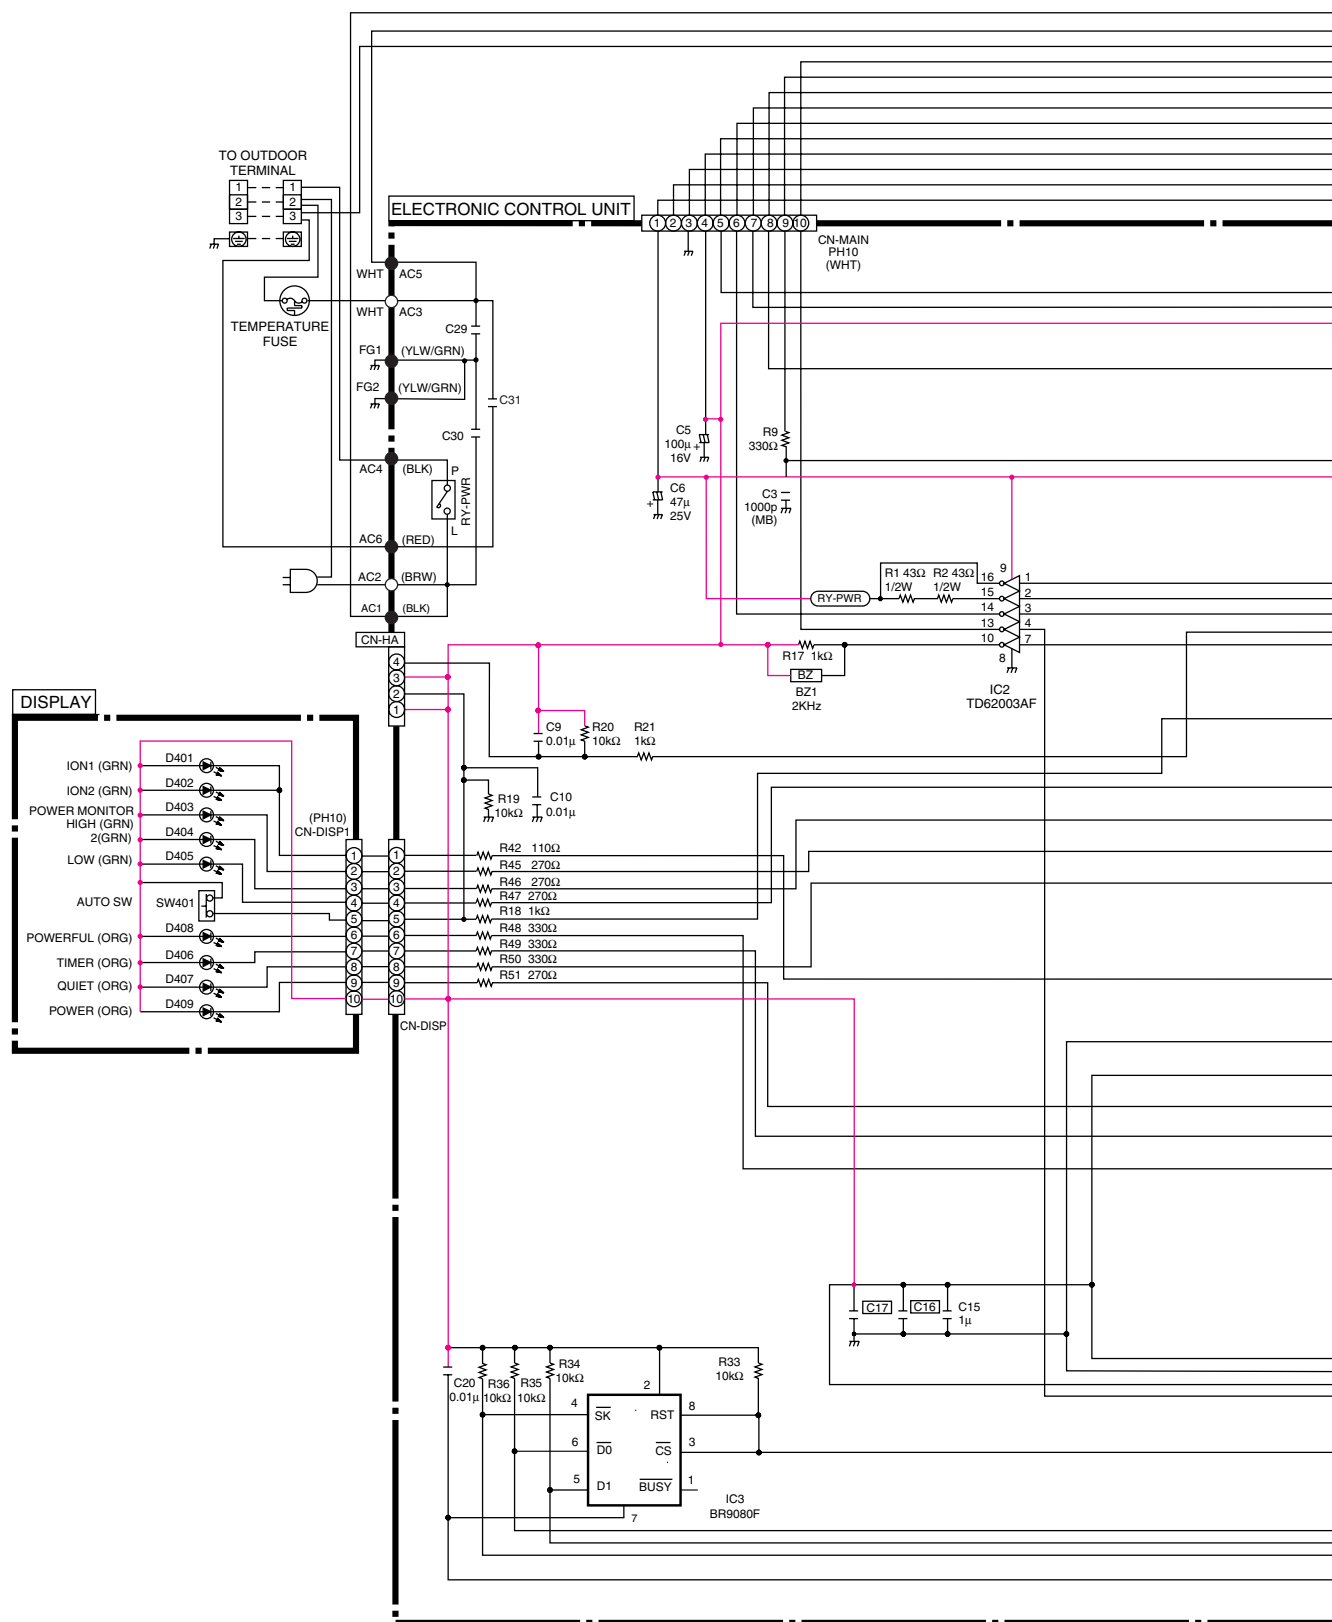 TO OUTDOOR
TERMINAL
1 1
2 2
3 3
ELECTRONIC CONTROL UNIT
1 2 3 4 5 6 7 8 9 10
CN-MAIN
PH10
(WHT)
WHT AC5
WHT AC3
TEMPERATURE
FUSE
C29
FG1 (YLW/GRN)
FG2 (YLW/GRN)
C31
C30
AC4 (BLK) P
RY-PWR
L
AC6 (RED)
AC2 (BRW)
AC1 (BLK)
C5
100µ +
16V
R9
330Ω
C6
+ 47µ
25V
C3
1000p
(MB)
R1 43Ω R2 43Ω
1/2W 1/2W
RY-PWR
9
16 1
15 2
14 3
13 4
10 7
8
IC2
TD62003AF
R17 1kΩ
BZ
BZ1
2KHz
CN-HA
4
3
2
1
C9
0.01µ
R20
10kΩ
R21
1kΩ
R19
10kΩ
C10
0.01µ
DISPLAY
ION1 (GRN) D401
ION2 (GRN) D402
POWER MONITOR D403
HIGH (GRN)
2(GRN) D404
LOW (GRN) D405
AUTO SW SW401
POWERFUL (ORG) D408
TIMER (ORG) D406
QUIET (ORG) D407
POWER (ORG) D409
(PH10)
CN-DISP1
1 1 R42 110Ω
2 2 R45 270Ω
3 3 R46 270Ω
4 4 R47 270Ω
5 5 R18 1kΩ
6 6 R48 330Ω
7 7 R49 330Ω
8 8 R50 330Ω
9 9 R51 270Ω
10 10
CN-DISP
C17 C16 C15
1µ
C20
0.01µ
R36
10kΩ
R35
10kΩ
R34
10kΩ
R33
10kΩ
2
4 SK RST 8
6 D0 CS 3
5 D1 BUSY 1
7
IC3
BR9080F